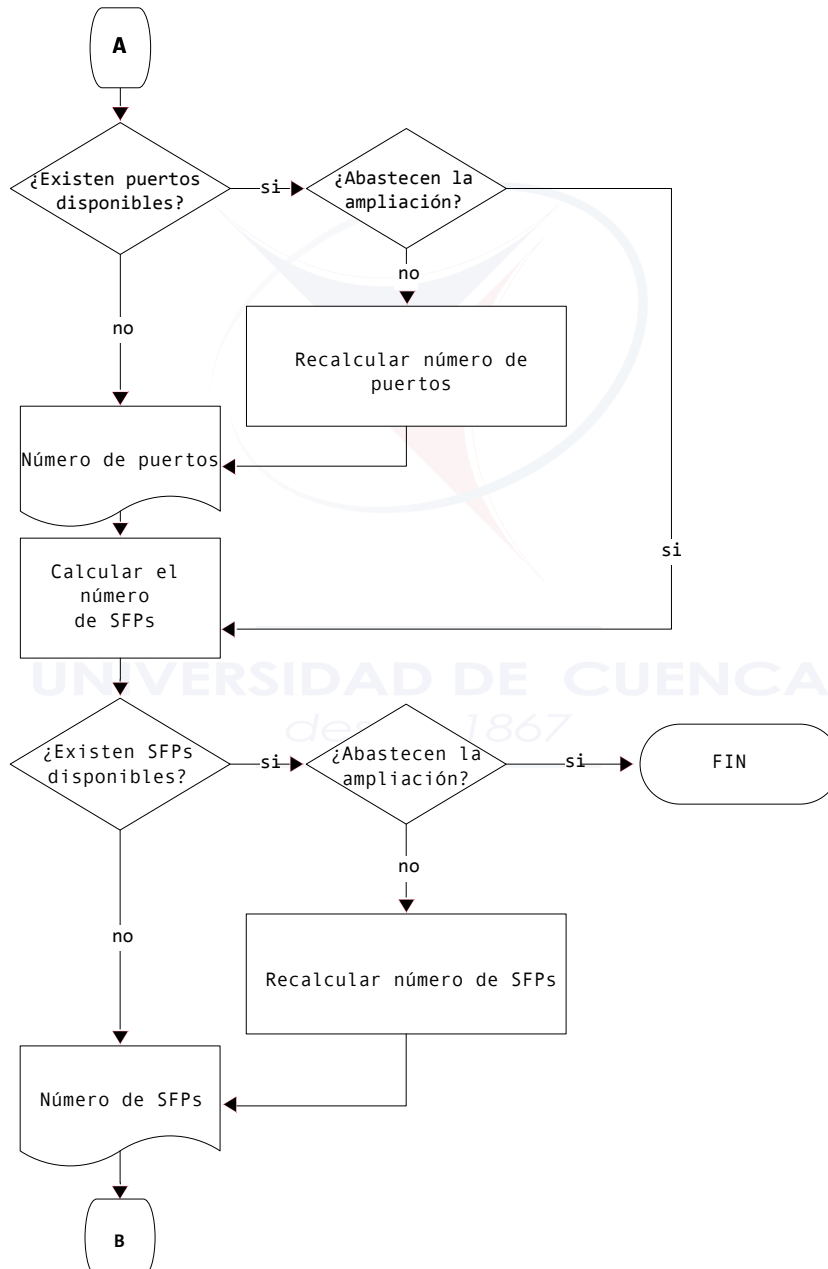 A
¿Existen puertos
disponibles?
si
¿Abastecen la
ampliación?
no
no
Recalcular número de
puertos
Número de puertos
si
Calcular el
número
de SFPs
UNIVERSIDAD DE CUENCA
desde 1867
¿Existen SFPs
disponibles?
si
¿Abastecen la
ampliación?
si
FIN
no
no
Recalcular número de SFPs
Número de SFPs
B